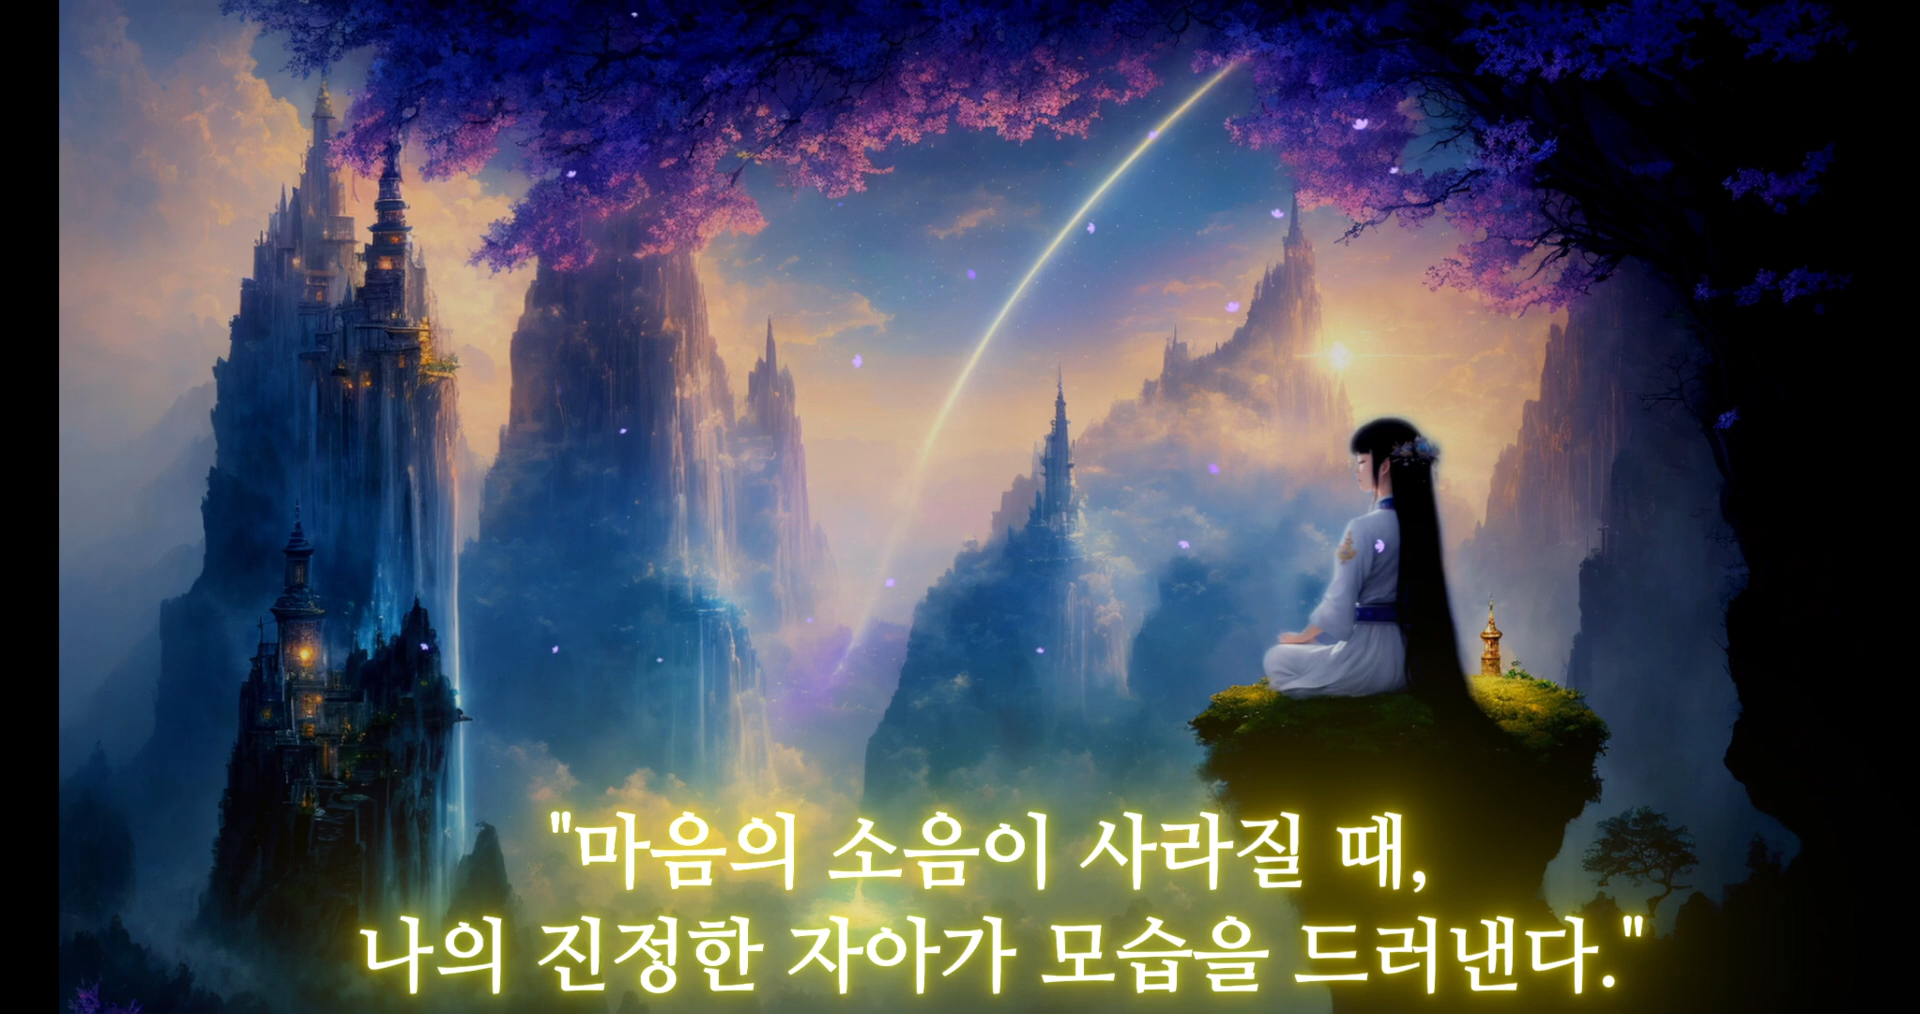 "마음의 소음이 사라질 때,
나의 진정한 자아가 모습을 드러낸다."